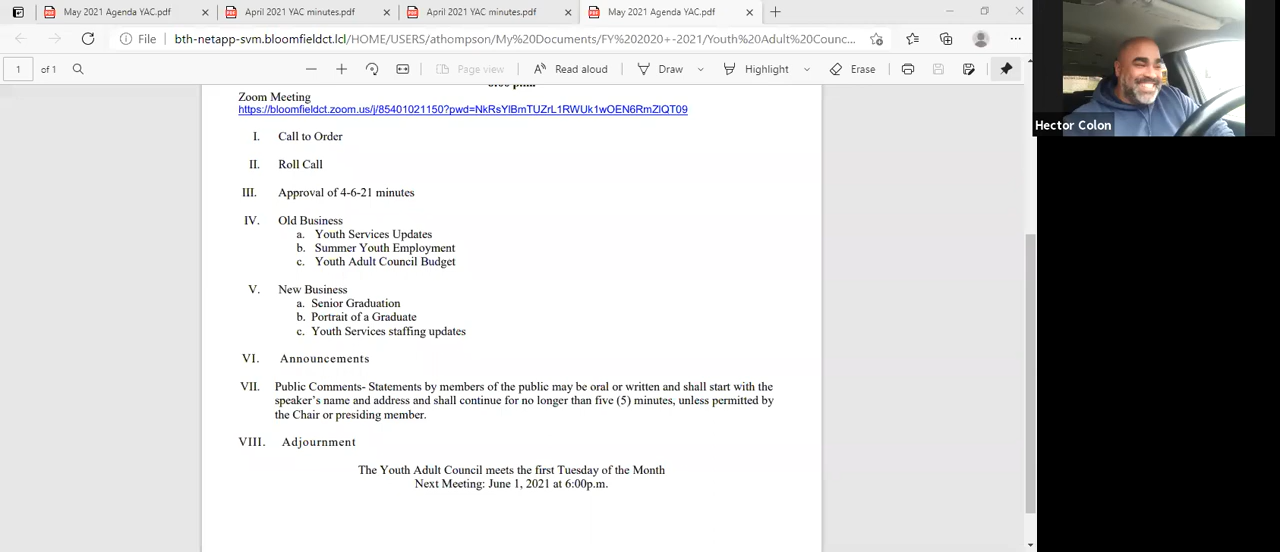 May 2021 Agenda YAC.pdf
April 2021 YAC minutes.pdf
April 2021 YAC minutes.pdf
May 2021 Agenda YAC.pdf
File
bth-netapp-svm.bloomfieldct.lcl/HOME/USERS/athompson/My%20Documents/FY%202020+-2021/Youth%20Adult%20Counc...
1 of 1
Page view
Read aloud
Draw
Highlight
Erase
Zoom Meeting
https://bloomfieldct.zoom.us/j/85401021150?pwd=NkRsYlBmTUZrL1RWUk1wOEN6RmZlQT09
I. Call to Order
II. Roll Call
III. Approval of 4-6-21 minutes
IV. Old Business
a. Youth Services Updates
b. Summer Youth Employment
c. Youth Adult Council Budget
V. New Business
a. Senior Graduation
b. Portrait of a Graduate
c. Youth Services staffing updates
VI. Announcements
VII. Public Comments- Statements by members of the public may be oral or written and shall start with the
speaker's name and address and shall continue for no longer than five (5) minutes, unless permitted by
the Chair or presiding member.
VIII. Adjournment
The Youth Adult Council meets the first Tuesday of the Month
Next Meeting: June 1, 2021 at 6:00p.m.
Hector Colon